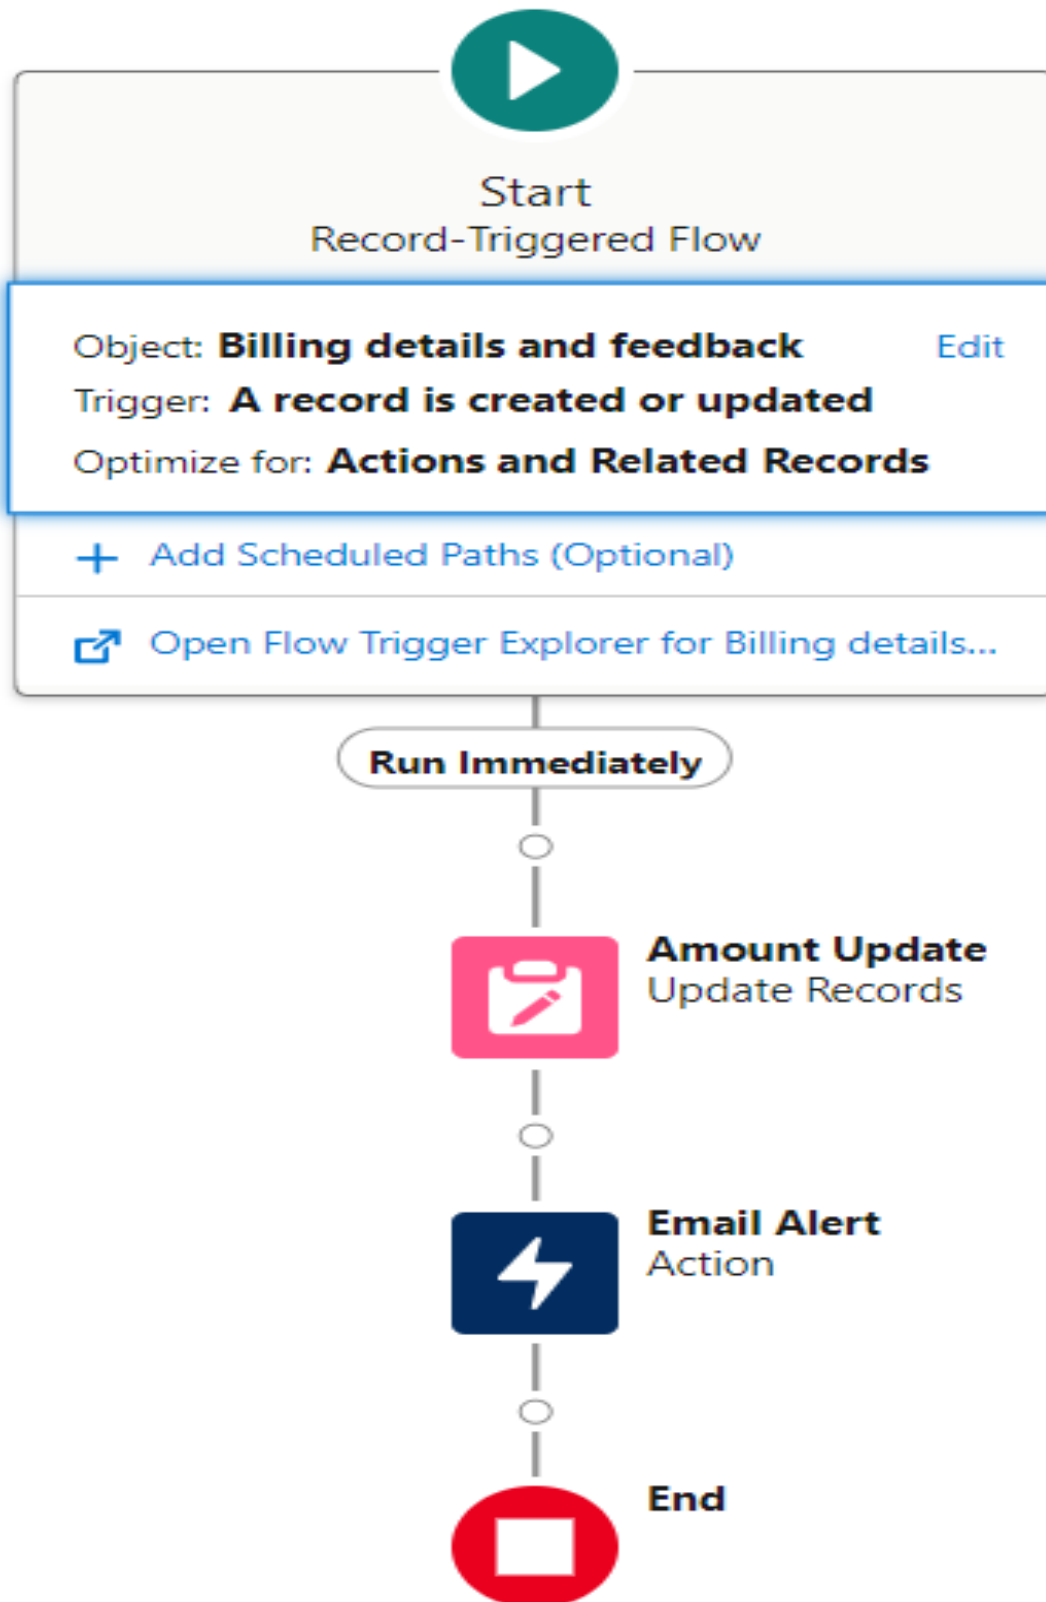 Start
Record-Triggered Flow
Object: Billing details and feedback Edit
Trigger: A record is created or updated
Optimize for: Actions and Related Records
Add Scheduled Paths (Optional)
Open Flow Trigger Explorer for Billing details...
Run Immediately
Amount Update
Update Records
Email Alert
Action
End